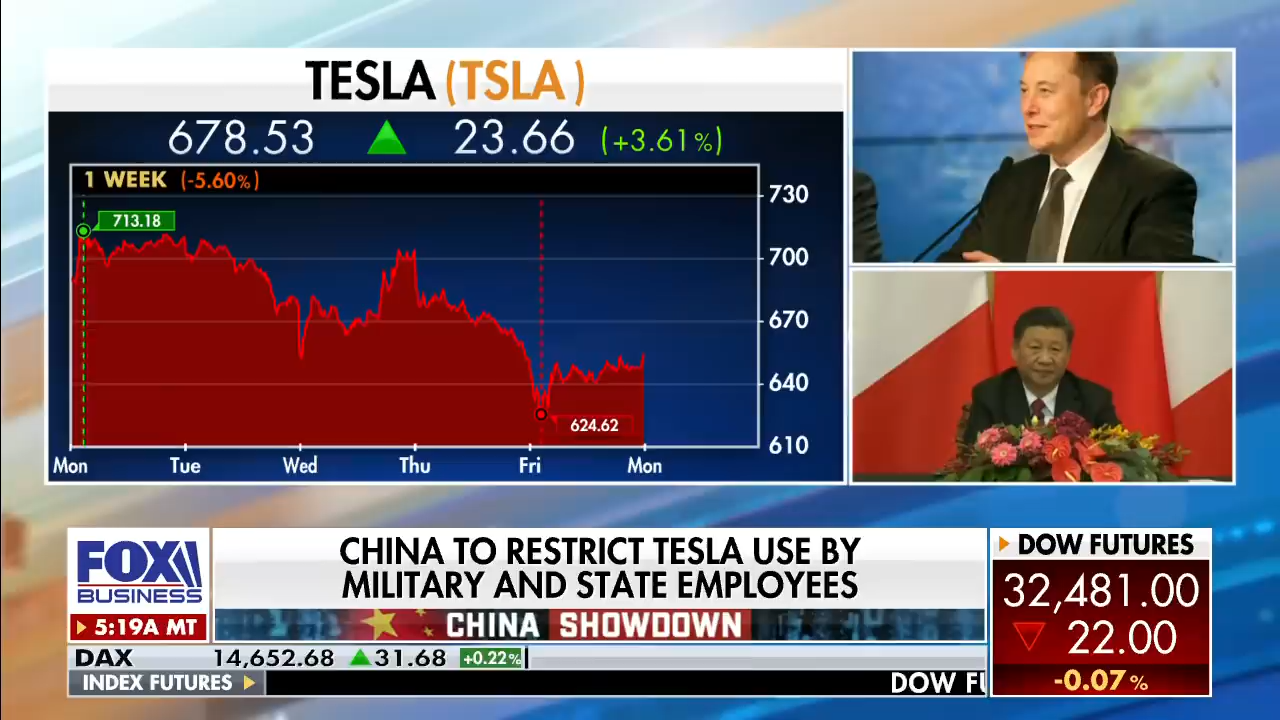 TESLA (TSLA )
678.53 ▲ 23.66 (+3.61%)
1 WEEK (-5.60%)
713.18
730
700
670
640
610
624.62
Mon Tue Wed Thu Fri Mon
FOX
BUSINESS
5:19A MT
CHINA TO RESTRICT TESLA USE BY
MILITARY AND STATE EMPLOYEES
CHINA SHOWDOWN
DOW FUTURES
32,481.00
▽ 22.00
-0.07%
DAX 14,652.68 ▲31.68 +0.22%
INDEX FUTURES
DOW FU